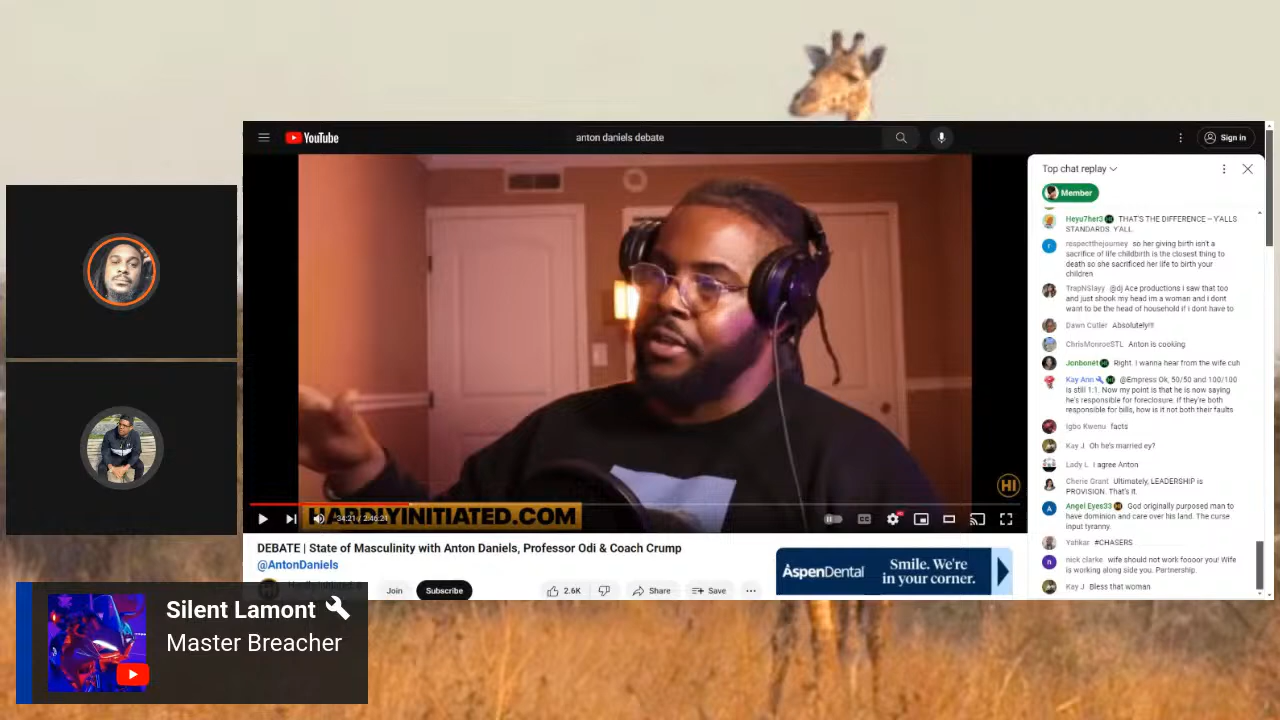 YouTube
anton daniels debate
Sign in
Top chat replay
Member
Heyu7her3 THAT'S THE DIFFERENCE – Y'ALLS
STANDARDS Y'ALL
respectthejourney so her giving birth isn't a
sacrifice of life childbirth is the closest thing to
death so she sacrificed her life to birth your
children
TrapNSlayy @dj Ace productions i saw that too
and just shook my head im a woman and i dont
want to be the head of household if i dont have to
Dawn Cutler Absolutely!!!
ChrisMonroeSTL Anton is cooking
Jonbonét Right. I wanna hear from the wife cuh
Kay Ann @Empress Ok, 50/50 and 100/100
is still 1:1. Now my point is that he is now saying
he's responsible for foreclosure: if they're both
responsible for bills, how is it not both their faults
Igbo Kwenu facts
Kay J Oh he's married ey?
Lady L I agree Anton
Cherie Grant Ultimately, LEADERSHIP is
PROVISION. THAT's it.
Angel Eyes33 God originally purposed man to
have dominion and care over his land. The curse
input tyranny.
Yahkar #CHASERS
nick clarke wife should not work foooor you! Wife
is working along side you. Partnership.
Kay J Bless that woman
HI
34:21 / 2:46:21
DEBATE | State of Masculinity with Anton Daniels, Professor Odi & Coach Crump
@AntonDaniels
Join
Subscribe
2.6K
Share
Save
AspenDental
Smile. We're
in your corner.
Silent Lamont
Master Breacher